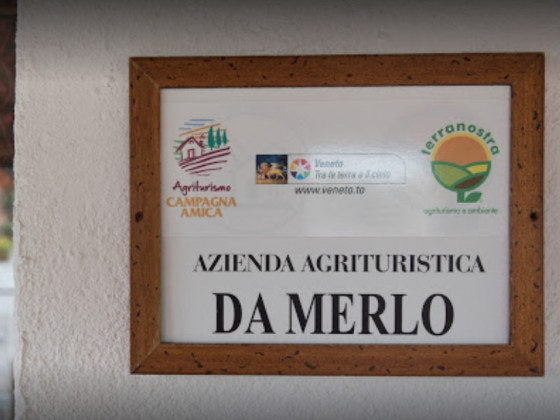 Agriturismo
CAMPAGNA
AMICA
Veneto
Tra la terra e il cielo
www.veneto.to
terranostra
agriturismo e ambiente
AZIENDA AGRITURISTICA
DA MERLO